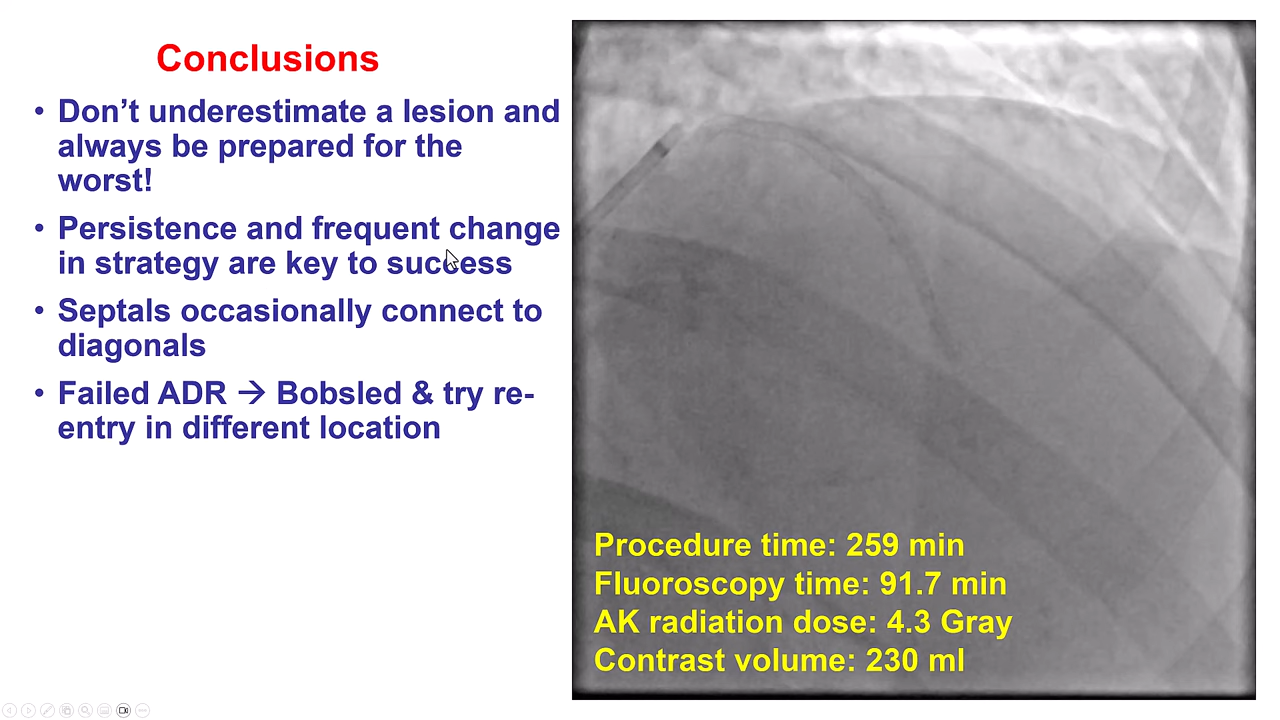 Conclusions
• Don’t underestimate a lesion and
always be prepared for the
worst!
• Persistence and frequent change
in strategy are key to success
• Septals occasionally connect to
diagonals
• Failed ADR → Bobsled & try re-
entry in different location
Procedure time: 259 min
Fluoroscopy time: 91.7 min
AK radiation dose: 4.3 Gray
Contrast volume: 230 ml